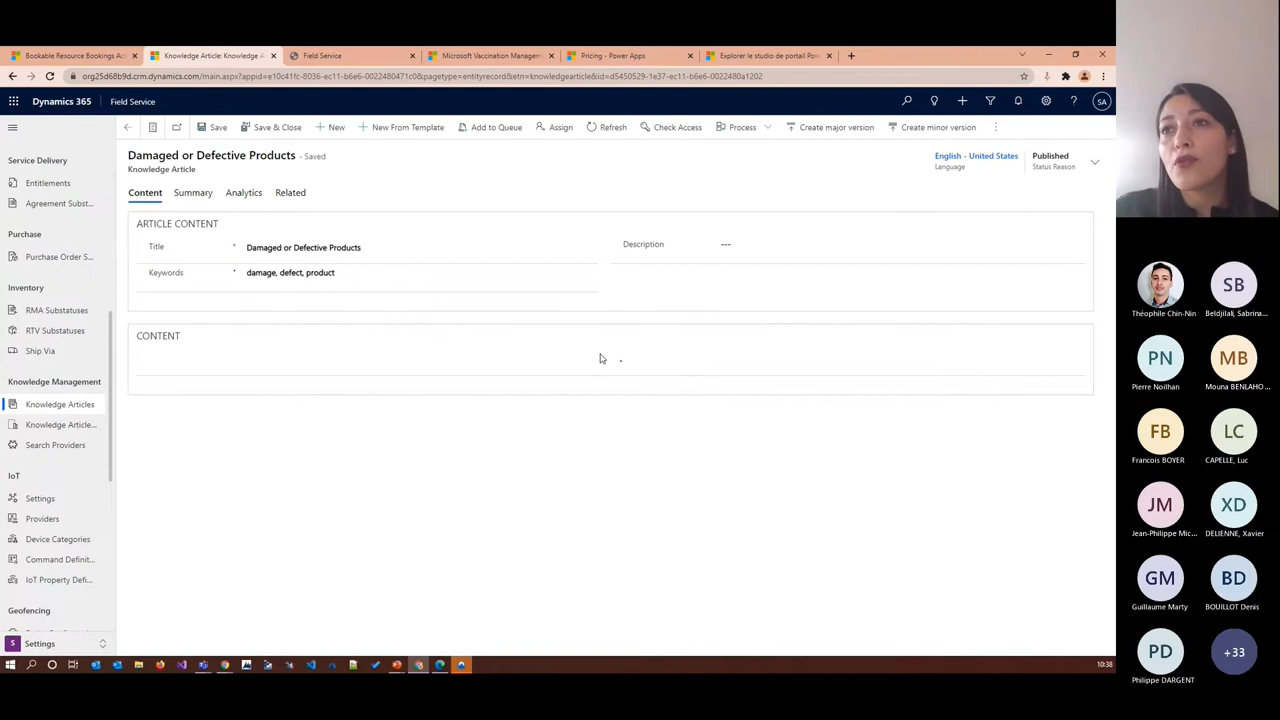 Bookable Resource Bookings Ac
Knowledge Articles: Knowledge A
Field Service
Microsoft Vaccination Managem
Pricing - Power Apps
Explorer le studio de portail Pow
org25d68b9d.crm.dynamics.com/main.aspx?appid=e10c41fc-8036-ec11-b6e6-0022480471c0&pagetype=entityrecord&etn=knowledgearticle&id=d5450529-1e37-ec11-b6e6-0022480a1202
Dynamics 365
Field Service
SA
Save
Save & Close
New
New From Template
Add to Queue
Assign
Refresh
Check Access
Process
Create major version
Create minor version
Damaged or Defective Products - Saved
Knowledge Article
English - United States
Language
Published
Status Reason
Content
Summary
Analytics
Related
ARTICLE CONTENT
Title * Damaged or Defective Products
Description ---
Keywords * damage, defect, product
CONTENT
Service Delivery
Entitlements
Agreement Subst...
Purchase
Purchase Order S...
Inventory
RMA Substatuses
RTV Substatuses
Ship Via
Knowledge Management
Knowledge Articles
Knowledge Article...
Search Providers
IoT
Settings
Providers
Device Categories
Command Definit...
IoT Property Defi...
Geofencing
S Settings
10:38
Théophile Chin-Nin
SB
Beldjilali, Sabrina
PN
Pierre Noilhan
MB
Mouna BENLAHO...
FB
Francois BOYER
LC
CAPELLE, Luc
JM
Jean-Philippe Mic...
XD
DELIENNE, Xavier
GM
Guillaume Marty
BD
BOUILLOT Denis
PD
Philippe DARGENT
+33